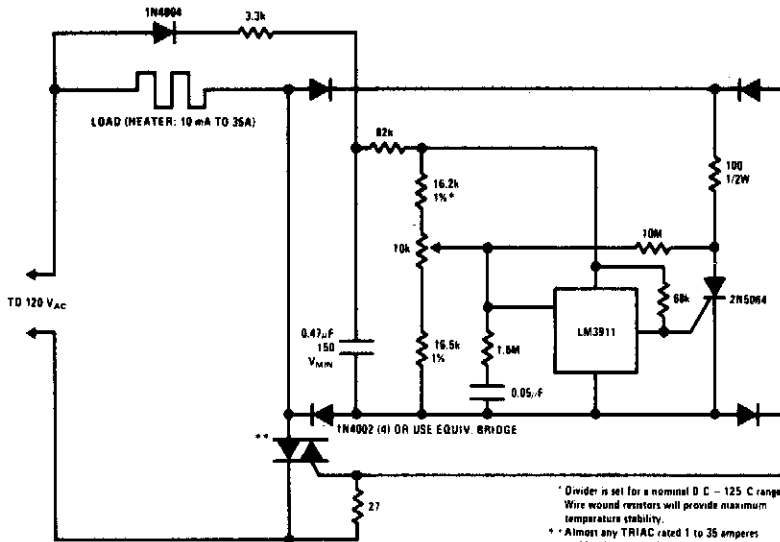 1N4004
3.3k
LOAD (HEATER: 10 mA TO 35A)
82k
16.2k
1% *
100
1/2W
10k
10M
TO 120 VAC
68k
2N5064
LM3911
0.47μF
150
VMIN
16.5k
1%
1.6M
0.05μF
1N4002 (4) OR USE EQUIV. BRIDGE
**
27
* Divider is set for a nominal 0 C – 125 C range
Wire wound resistors will provide maximum
temperature stability.
** Almost any TRIAC rated 1 to 35 amperes